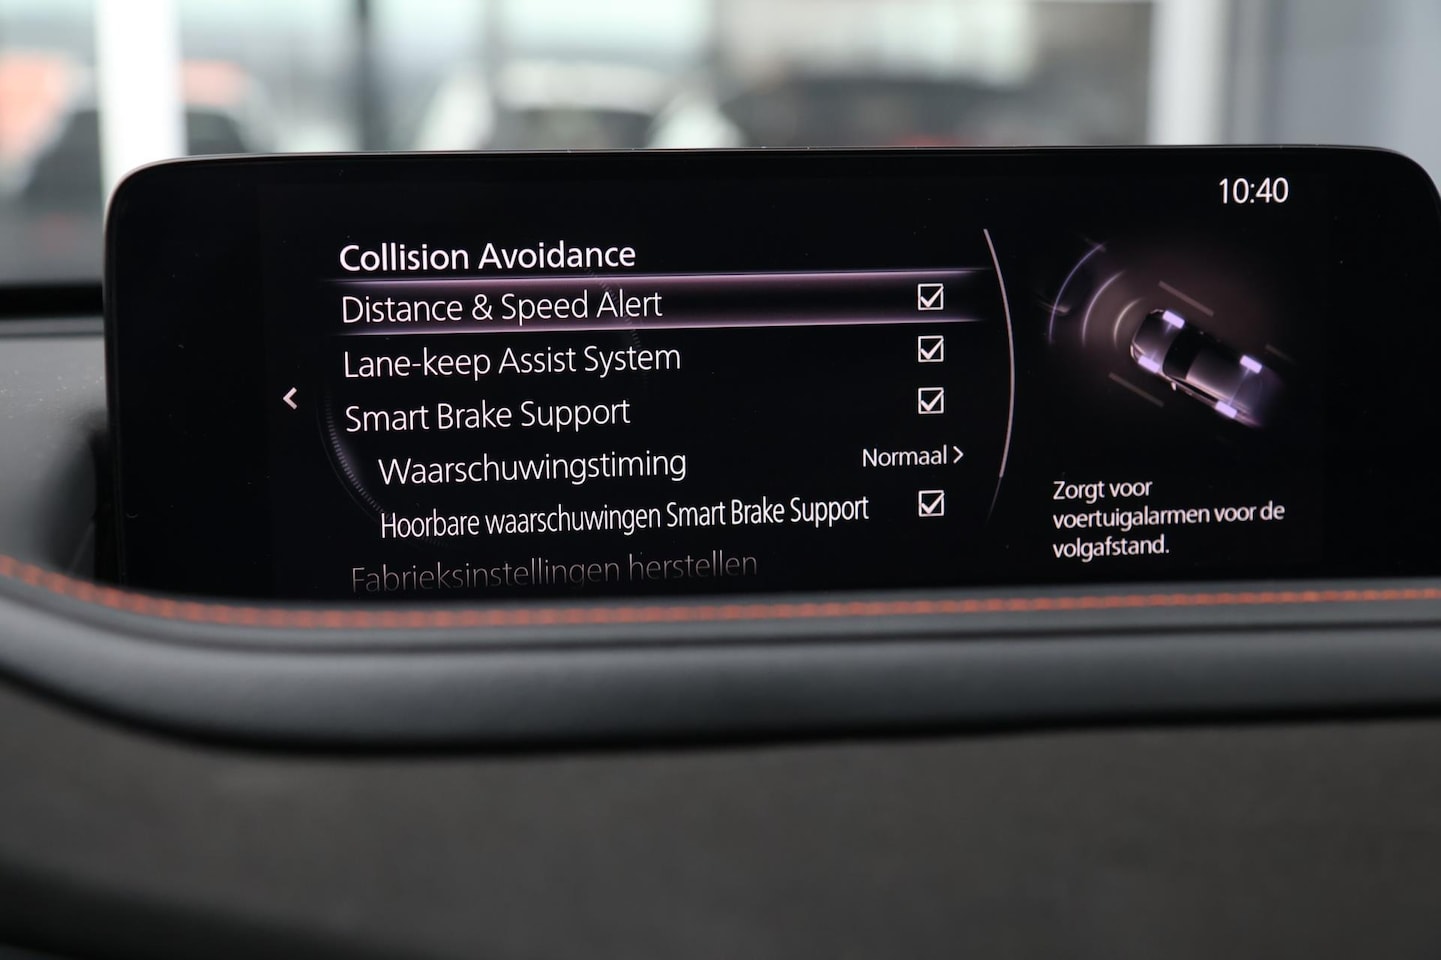 10:40
Collision Avoidance
Distance & Speed Alert
Lane-keep Assist System
Smart Brake Support
Waarschuwingstiming Normaal >
Hoorbare waarschuwingen Smart Brake Support
Fabrieksinstellingen herstellen
Zorgt voor
voertuigalarmen voor de
volgafstand.